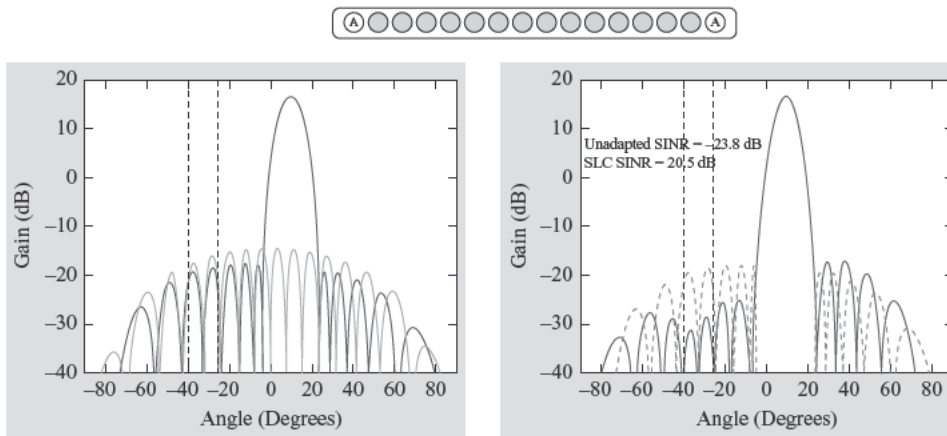 A A
20
10
0
–10
–20
–30
–40
Gain (dB)
–80 –60 –40 –20 0 20 40 60 80
Angle (Degrees)
20
10
0
–10
–20
–30
–40
Gain (dB)
Unadapted SINR = –23.8 dB
SLC SINR = 20.5 dB
–80 –60 –40 –20 0 20 40 60 80
Angle (Degrees)